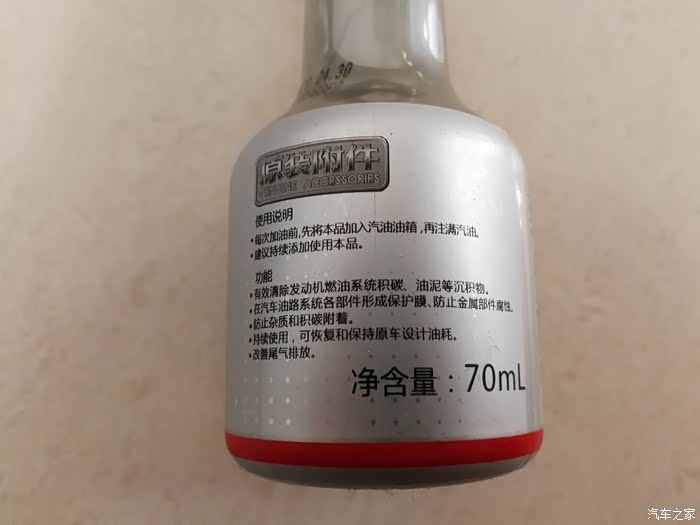 04.30
原装附件
GENUINE ACCESSORIES
使用说明
•每次加油前,先将本品加入汽油油箱,再注满汽油。
•建议持续添加使用本品。
功能
•有效清除发动机燃油系统积碳、油泥等沉积物。
•在汽车油路系统各部件形成保护膜、防止金属部件腐蚀。
•防止杂质和积碳附着。
•持续使用，可恢复和保持原车设计油耗。
•改善尾气排放。
净含量：70mL
汽车之家